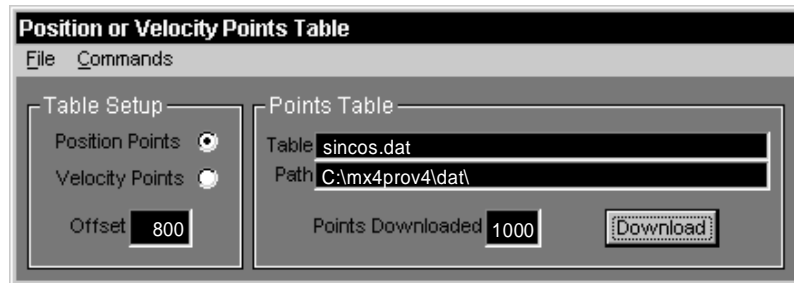 Position or Velocity Points Table
File Commands
Table Setup
Position Points
Velocity Points
Offset 800
Points Table
Table sincos.dat
Path C:\mx4prov4\dat\
Points Downloaded 1000 Download